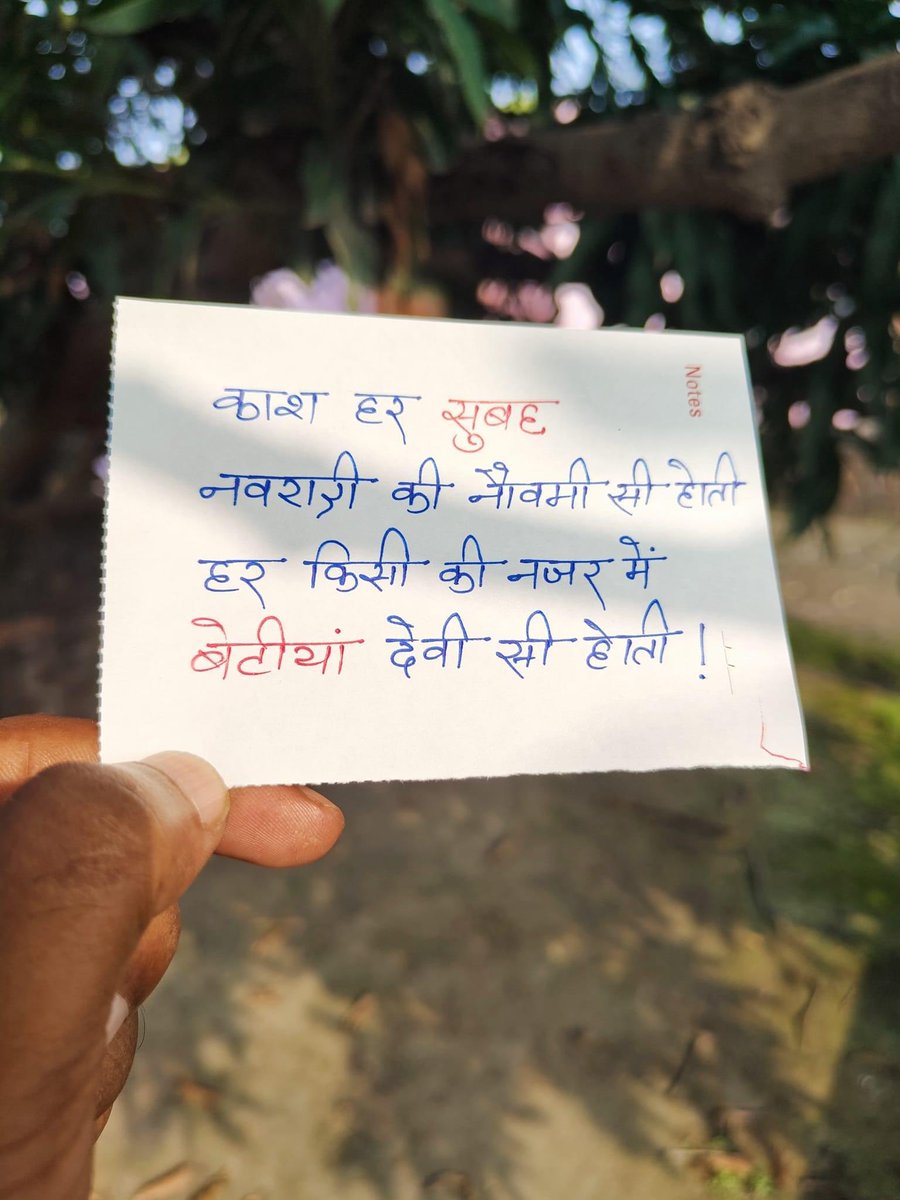 Notes
काश हर सुबह
नवरात्री की नौवमी सी होती
हर किसी की नजर में
बेटीयां देवी सी होती !